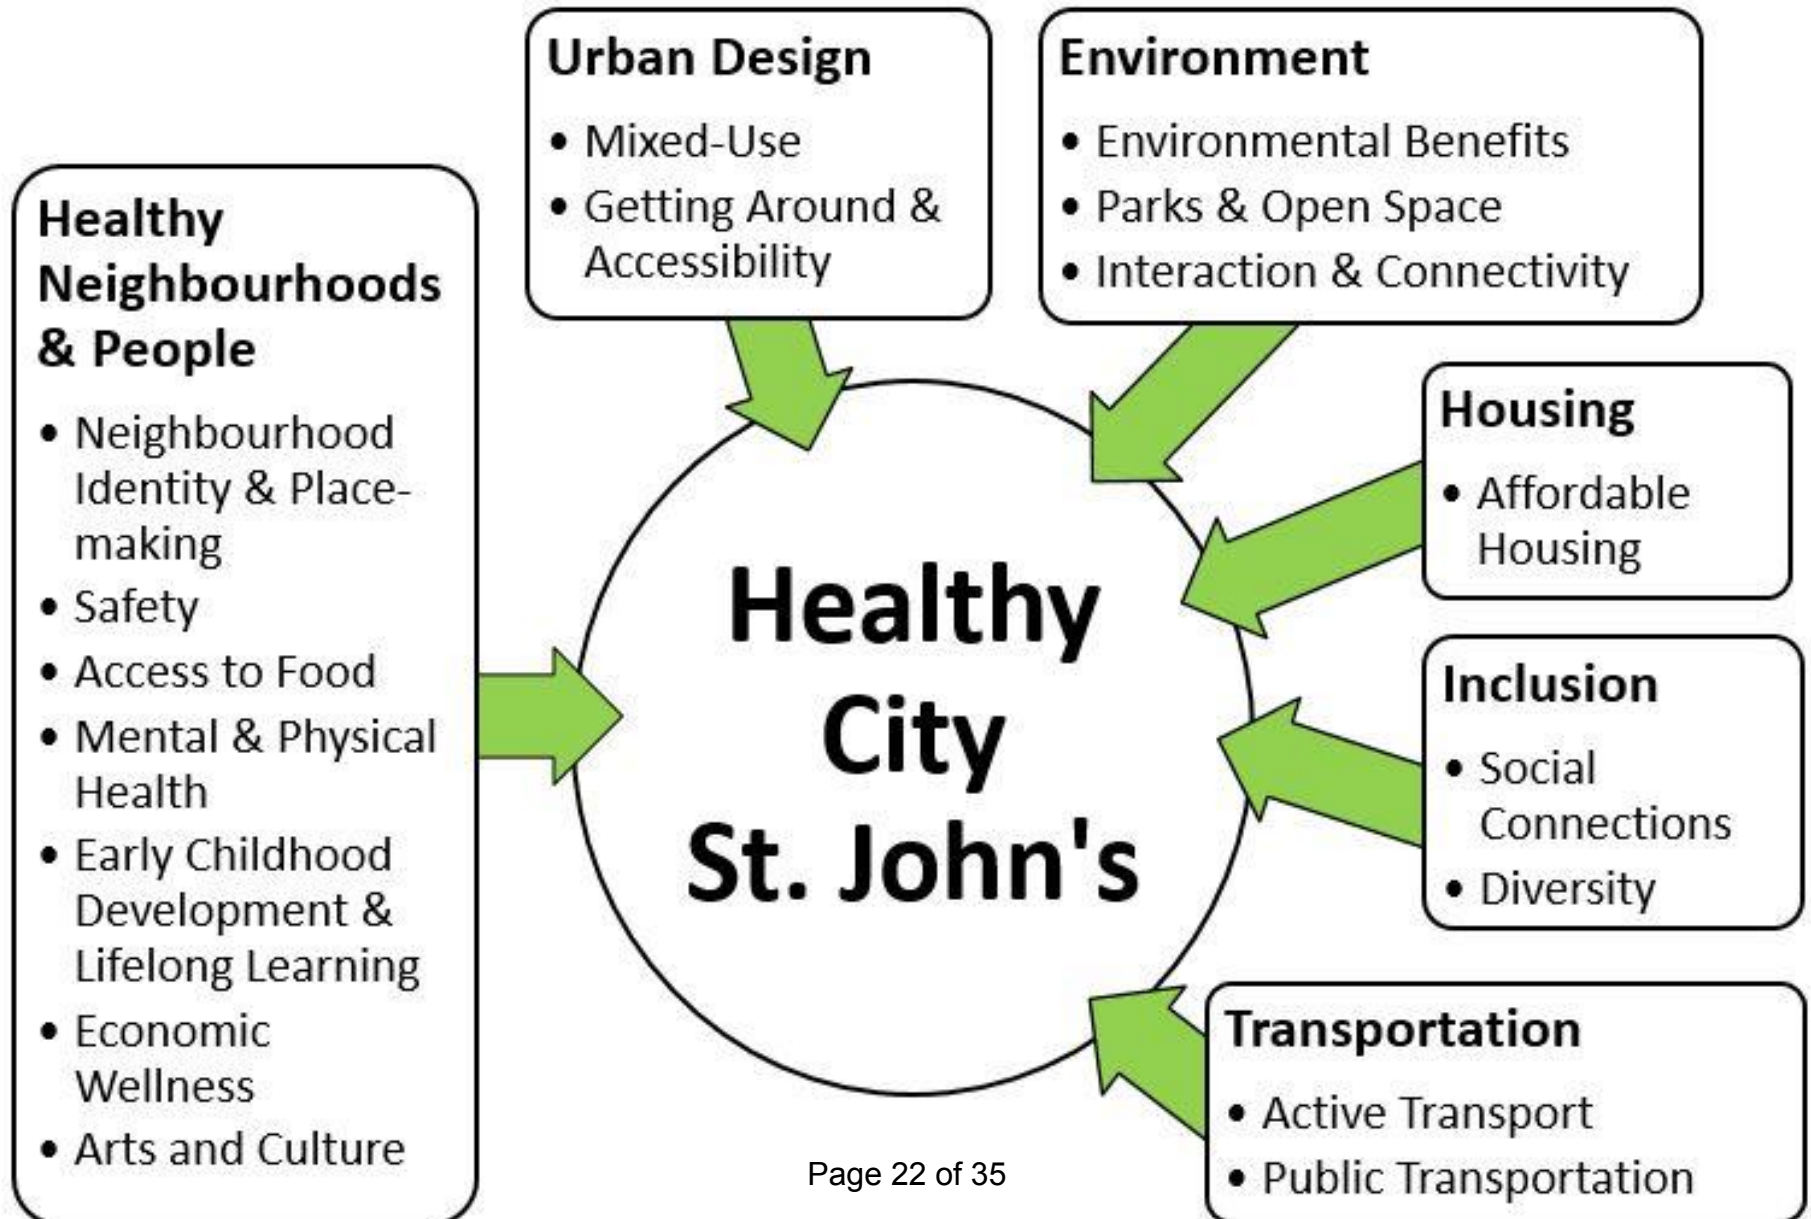 Urban Design
• Mixed-Use
• Getting Around &
Accessibility
Environment
• Environmental Benefits
• Parks & Open Space
• Interaction & Connectivity
Healthy
Neighbourhoods
& People
• Neighbourhood
Identity & Place-
making
• Safety
• Access to Food
• Mental & Physical
Health
• Early Childhood
Development &
Lifelong Learning
• Economic
Wellness
• Arts and Culture
Healthy
City
St. John's
Housing
• Affordable
Housing
Inclusion
• Social
Connections
• Diversity
Transportation
• Active Transport
• Public Transportation
Page 22 of 35